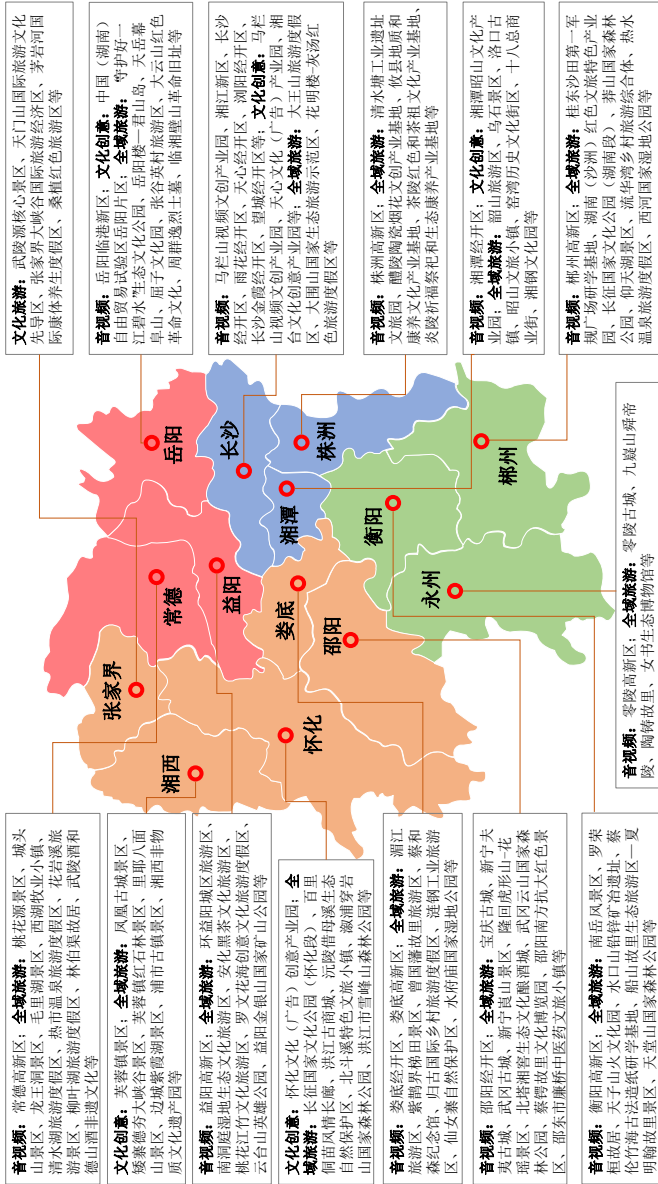 音视频：常德高新区；全域旅游：桃花源景区、城头
山景区、龙王洞景区、毛里湖景区、西湖牧业小镇、
清水湖旅游度假区、热市温泉旅游度假区、花岩溪旅
游景区、柳叶湖旅游度假区、林伯渠故居、武陵酒和
德山酒非遗文化等
文化创意：芙蓉镇景区；全域旅游：凤凰古城景区、
矮寨德夯大峡谷景区、芙蓉镇红石林景区、里耶八面
山景区、边城紫霞湖景区、浦市古镇景区、湘西非物
质文化遗产园等
音视频：益阳高新区；全域旅游：环益阳城区旅游区、
南洞庭湿地生态文化旅游区、安化黑茶文化旅游区、
桃花江竹文化旅游区、罗文花海创意文化旅游度假区、
云台山英雄公园、益阳金银山国家矿山公园等
文化创意：怀化文化（广告）创意产业园；全
域旅游：长征国家文化公园（怀化段）、百里
侗苗风情长廊、洪江古商城、沅陵借母溪生态
自然保护区、北斗溪特色文旅小镇、溆浦穿岩
山国家森林公园、洪江市雪峰山森林公园等
音视频：娄底经开区、娄底高新区；全域旅游：湄江
旅游区、紫鹊界梯田景区、曾国藩故里旅游区、蔡和
森纪念馆、归古国际乡村旅游度假区、涟钢工业旅游
区、仙女寨自然保护区、水府庙国家湿地公园等
音视频：邵阳经开区；全域旅游：宝庆古城、新宁夫
夷古城、武冈古城、新宁崀山景区、隆回虎形山-花
瑶景区、北塔湘窖生态文化酿酒城、武冈云山国家森
林公园、蔡锷故里文化博览园、邵阳南方抗大红色景
区、邵东市廉桥中医药文旅小镇等
音视频：衡阳高新区；全域旅游：南岳风景区、罗荣
桓故居、天子山火文化园、水口山铅锌矿冶遗址、蔡
伦竹海古法造纸研学基地、船山故里生态旅游区—夏
明翰故里景区、天堂山国家森林公园等
张家界
常德
岳阳
湘西
益阳
长沙
怀化
娄底
湘潭
株洲
邵阳
衡阳
永州
郴州
文化旅游：武陵源核心景区、天门山国际旅游文化
先导区、张家界大峡谷国际旅游经济区、茅岩河国
际康体养生度假区、桑植红色旅游区等
音视频：岳阳临港新区；文化创意：中国（湖南）
自由贸易试验区岳阳片区；全域旅游：“守护好一
江碧水”生态文化公园、岳阳楼—君山岛、天岳幕
阜山、屈子文化园、张谷英村旅游区、大云山红色
革命文化、周群逸烈士墓、临湘壁山革命旧址等
音视频：马栏山视频文创产业园、湘江新区、长沙
经开区、雨花经开区、天心经开区、浏阳经开区、
长沙金霞经开区、望城经开区等；文化创意：马栏
山视频文创产业园、天心文化（广告）产业园、湘
台文化创意产业园等；全域旅游：大王山旅游度假
区、大围山国家生态旅游示范区、花明楼-灰汤红
色旅游度假区等
音视频：株洲高新区；全域旅游：清水塘工业遗址
文旅园、醴陵陶瓷烟花文创产业基地、攸县地质和
康养文化产业基地、茶陵红色和茶祖文化产业基地、
炎陵祈福祭祀和生态康养产业基地等
音视频：湘潭经开区；文化创意：湘潭昭山文化产
业园；全域旅游：韶山旅游区、乌石景区、洛口古
镇、昭山文旅小镇、窑湾历史文化街区、十八总商
业街、湘钢文化园等
音视频：郴州高新区；全域旅游：桂东沙田第一军
规广场研学基地、湖南（沙洲）红色文旅特色产业
园、长征国家文化公园（湖南段）、莽山国家森林
公园、仰天湖景区、流华湾乡村旅游综合体、热水
温泉旅游度假区、西河国家湿地公园等
音视频：零陵高新区；全域旅游：零陵古城、九嶷山舜帝
陵、陶铸故里、女书生态博物馆等